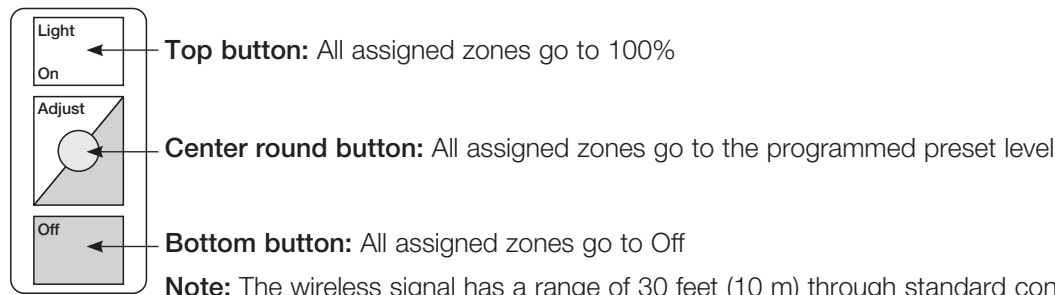 Light
On
Top button: All assigned zones go to 100%
Adjust
Center round button: All assigned zones go to the programmed preset level
Off
Bottom button: All assigned zones go to Off
Note: The wireless signal has a range of 30 feet (10 m) through standard